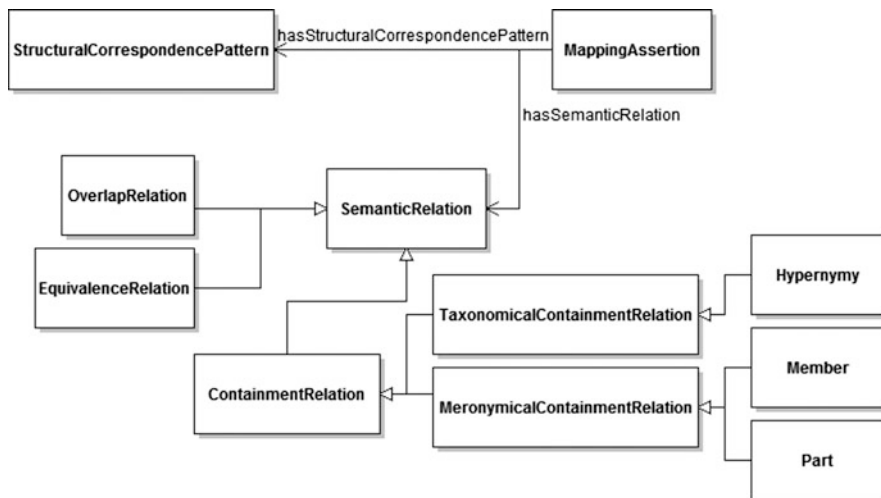 hasStructuralCorrespondencePattern
StructuralCorrespondencePattern
MappingAssertion
hasSemanticRelation
OverlapRelation
SemanticRelation
EquivalenceRelation
Hypernymy
TaxonomicalContainmentRelation
Member
ContainmentRelation
MeronymicalContainmentRelation
Part